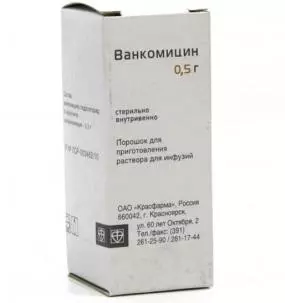 Ванкомицин
0,5 г
стерильно
внутривенно
Порошок для
приготовления
раствора для инфузий
ОАО «Красфарма», Россия
660042, г. Красноярск,
ул. 60 лет Октября, 2
Тел./факс: (391)
261-25-90 / 261-17-44